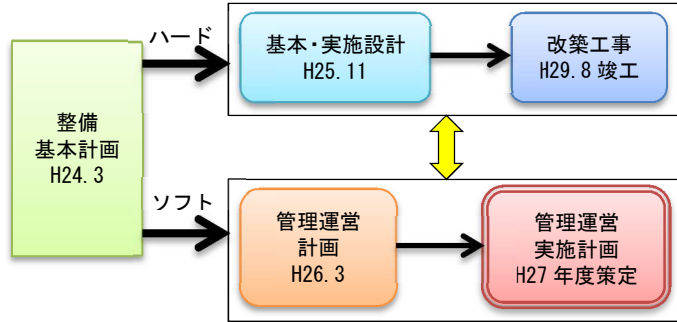 ハード
基本・実施設計
H25.11
改築工事
H29.8 竣工
整備
基本計画
H24.3
ソフト
管理運営
計画
H26.3
管理運営
実施計画
H27 年度策定